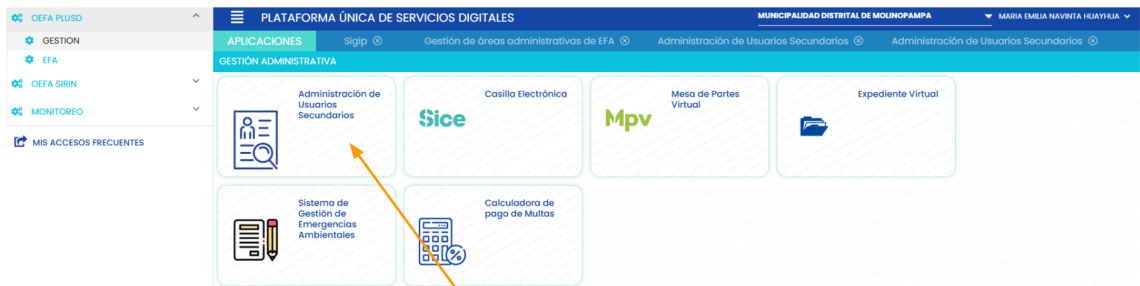 OEFA PLUSD
GESTION
EFA
OEFA SIRIN
MONITOREO
MIS ACCESOS FRECUENTES
PLATAFORMA ÚNICA DE SERVICIOS DIGITALES
MUNICIPALIDAD DISTRITAL DE MOLINOPAMPA
MARIA EMILIA NAVINTA HUAYHUA
APLICACIONES
Sigip
Gestión de áreas administrativas de EFA
Administración de Usuarios Secundarios
Administración de Usuarios Secundarios
GESTIÓN ADMINISTRATIVA
Administración de
Usuarios
Secundarios
Sice
Casilla Electrónica
Mpv
Mesa de Partes
Virtual
Expediente Virtual
Sistema de
Gestión de
Emergencias
Ambientales
Calculadora de
pago de Multas